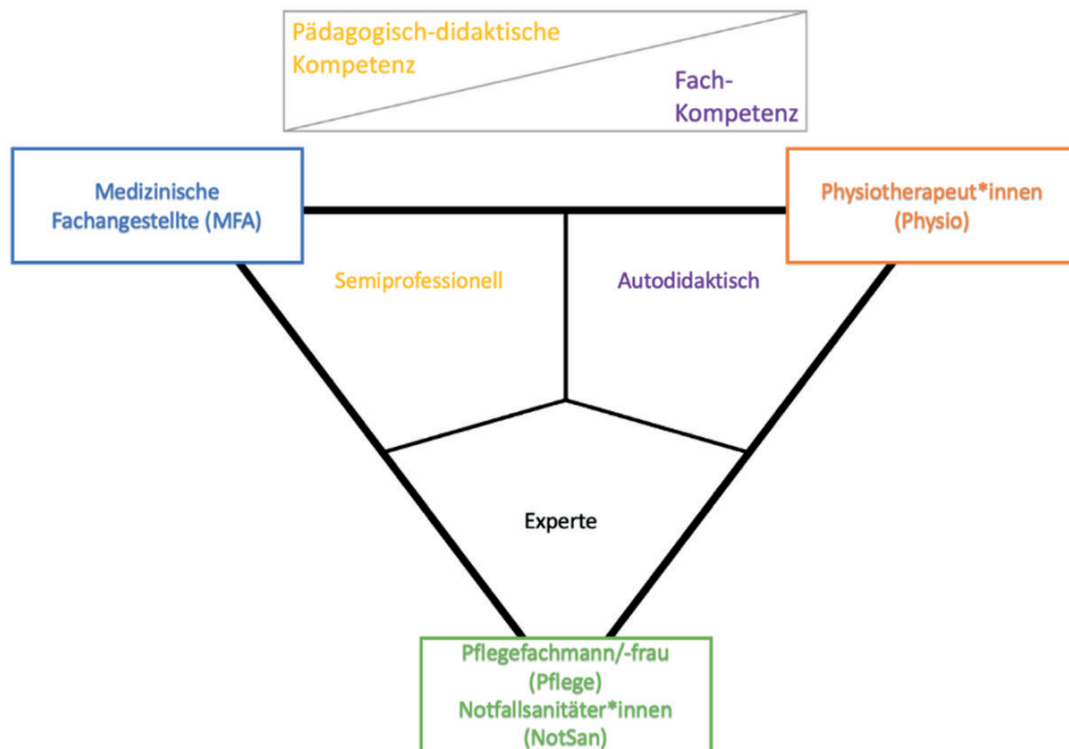 Pädagogisch-didaktische
Kompetenz
Fach-
Kompetenz
Medizinische
Fachangestellte (MFA)
Physiotherapeut*innen
(Physio)
Semiprofessionell
Autodidaktisch
Experte
Pflegefachmann/-frau
(Pflege)
Notfallsanitäter*innen
(NotSan)